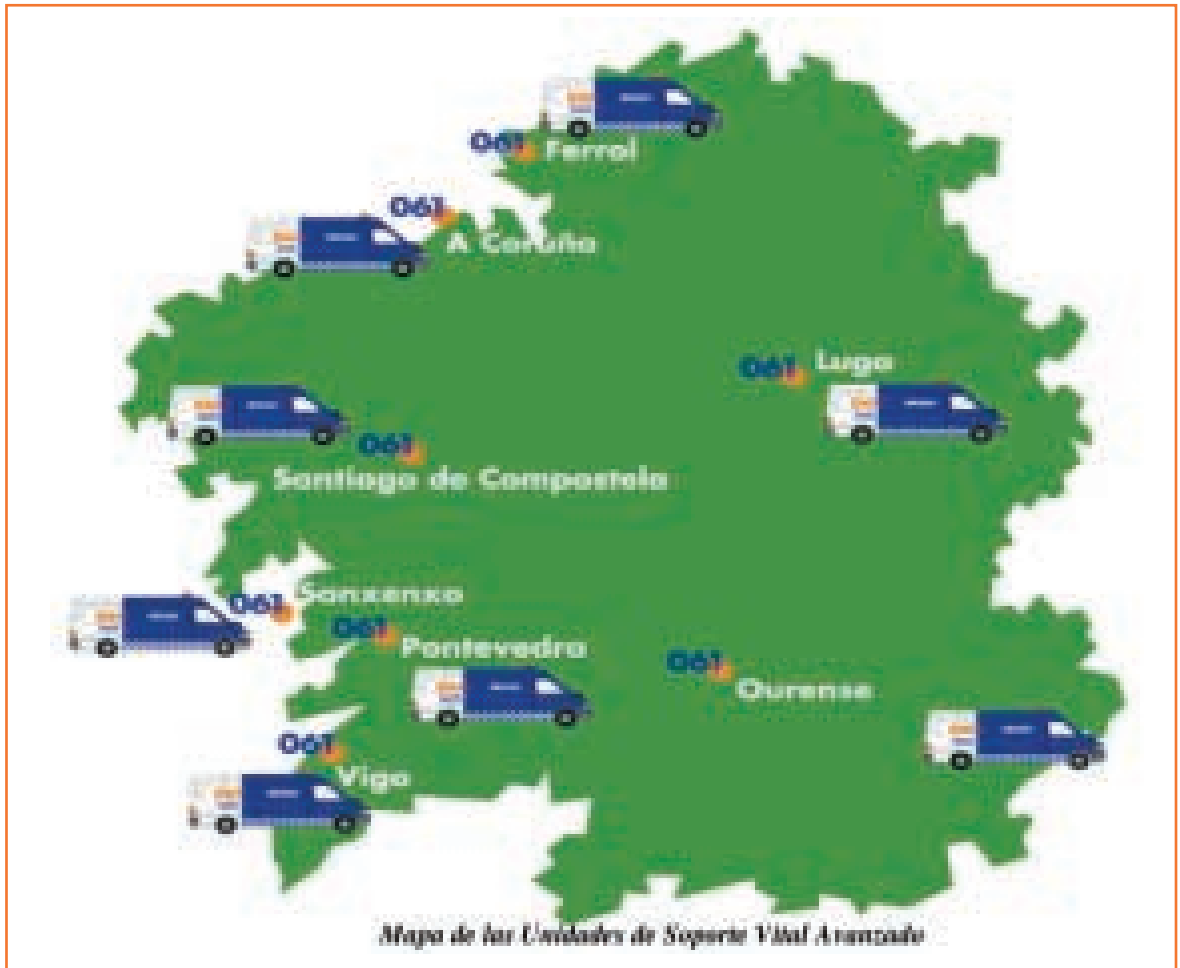 061 Ferrol
061
A Coruña
061 Lugo
061
Santiago de Compostela
061 Sanxenxo
061 Pontevedra
061 Ourense
061
Vigo
Mapa de las Unidades de Soporte Vital Avanzado